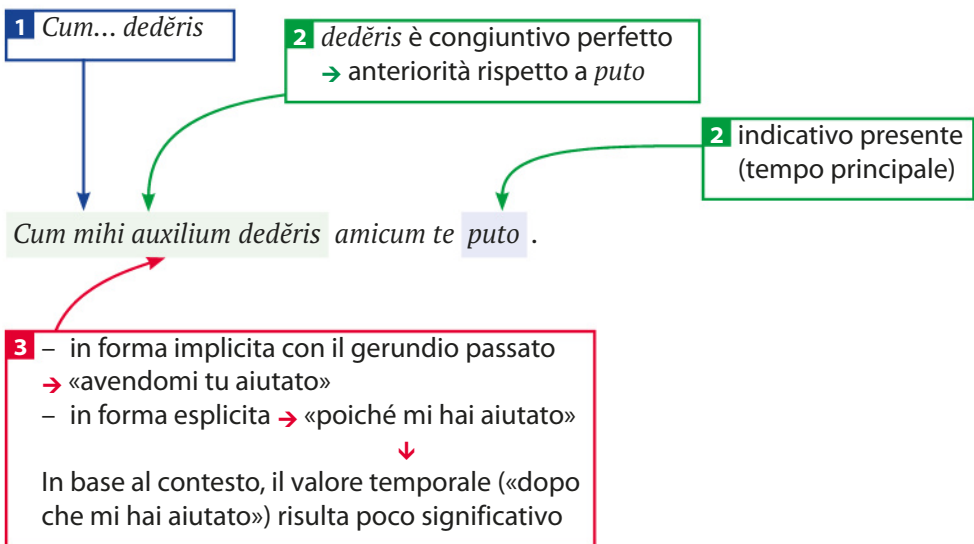 1 Cum... dedĕris
2 dedĕris è congiuntivo perfetto
→ anteriorità rispetto a puto
2 indicativo presente
(tempo principale)
Cum mihi auxilium dedĕris amicum te puto .
3 – in forma implicita con il gerundio passato
→ «avendomi tu aiutato»
– in forma esplicita → «poiché mi hai aiutato»
↓
In base al contesto, il valore temporale («dopo
che mi hai aiutato») risulta poco significativo